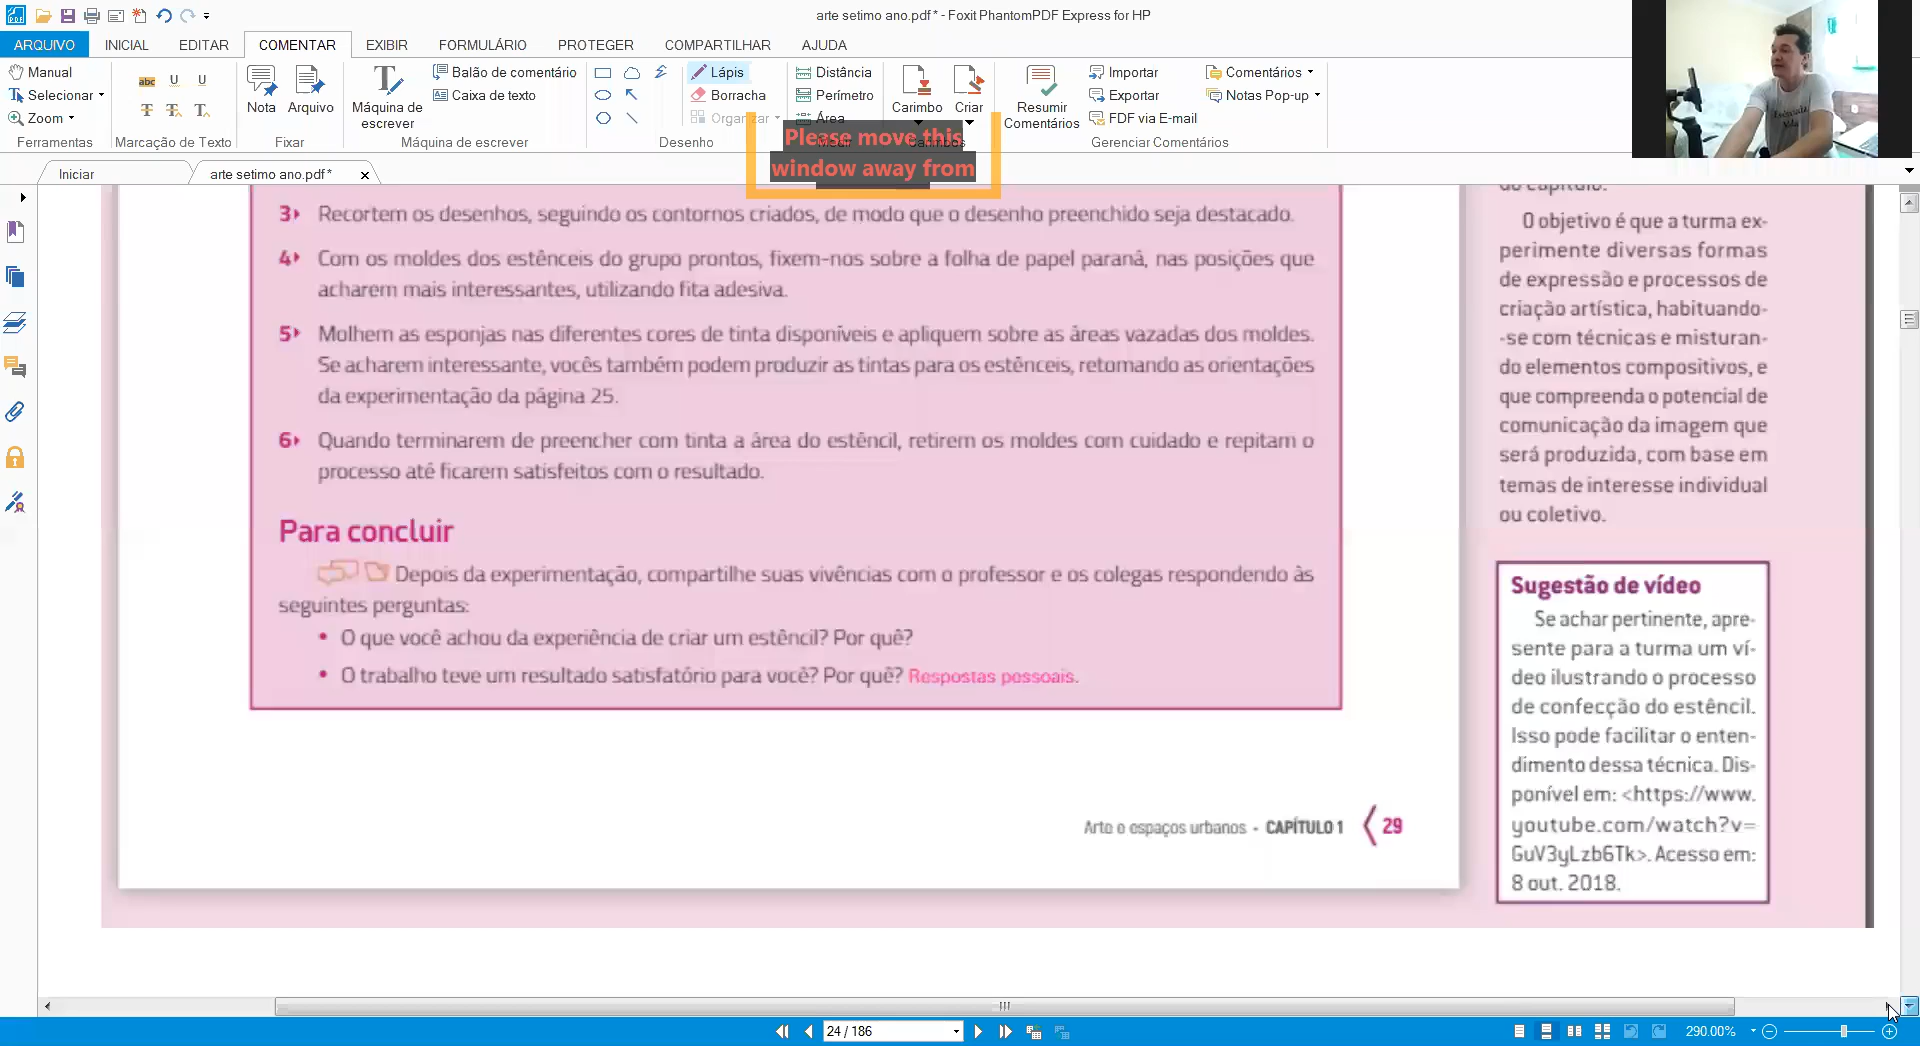 arte setimo ano.pdf* - Foxit PhantomPDF Express for HP
ARQUIVO INICIAL EDITAR COMENTAR EXIBIR FORMULÁRIO PROTEGER COMPARTILHAR AJUDA
Manual
Selecionar
Zoom
Ferramentas
abc U U
T T T
Marcação de Texto
Nota Arquivo
Fixar
Máquina de escrever
Balão de comentário
Caixa de texto
Máquina de escrever
Lápis
Borracha
Organizar
Desenho
Distância
Perímetro
Área
Carimbo Criar
Resumir Comentários
Importar
Exportar
FDF via E-mail
Comentários
Notas Pop-up
Gerenciar Comentários
Please move this
window away from
Iniciar
arte setimo ano.pdf* x
3 Recortem os desenhos, seguindo os contornos criados, de modo que o desenho preenchido seja destacado.
4 Com os moldes dos estênceis do grupo prontos, fixem-nos sobre a folha de papel paraná, nas posições que
acharem mais interessantes, utilizando fita adesiva.
5 Molhem as esponjas nas diferentes cores de tinta disponíveis e apliquem sobre as áreas vazadas dos moldes.
Se acharem interessante, vocês também podem produzir as tintas para os estênceis, retomando as orientações
da experimentação da página 25.
6 Quando terminarem de preencher com tinta a área do estêncil, retirem os moldes com cuidado e repitam o
processo até ficarem satisfeitos com o resultado.
Para concluir
Depois da experimentação, compartilhe suas vivências com o professor e os colegas respondendo às
seguintes perguntas:
• O que você achou da experiência de criar um estêncil? Por quê?
• O trabalho teve um resultado satisfatório para você? Por quê? Respostas pessoais.
Arte e espaços urbanos - CAPÍTULO 1 29
do capítulo.
O objetivo é que a turma ex-
perimente diversas formas
de expressão e processos de
criação artística, habituando-
-se com técnicas e misturan-
do elementos compositivos, e
que compreenda o potencial de
comunicação da imagem que
será produzida, com base em
temas de interesse individual
ou coletivo.
Sugestão de vídeo
Se achar pertinente, apre-
sente para a turma um ví-
deo ilustrando o processo
de confecção do estêncil.
Isso pode facilitar o enten-
dimento dessa técnica. Dis-
ponível em: <https://www.
youtube.com/watch?v=
GuV3yLzb6Tk>. Acesso em:
8 out. 2018.
24 / 186
290.00%